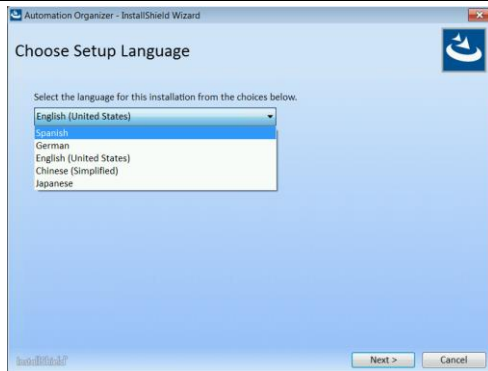 Automation Organizer - InstallShield Wizard
Choose Setup Language
Select the language for this installation from the choices below.
English (United States)
Spanish
German
English (United States)
Chinese (Simplified)
Japanese
InstallShield
Next >
Cancel